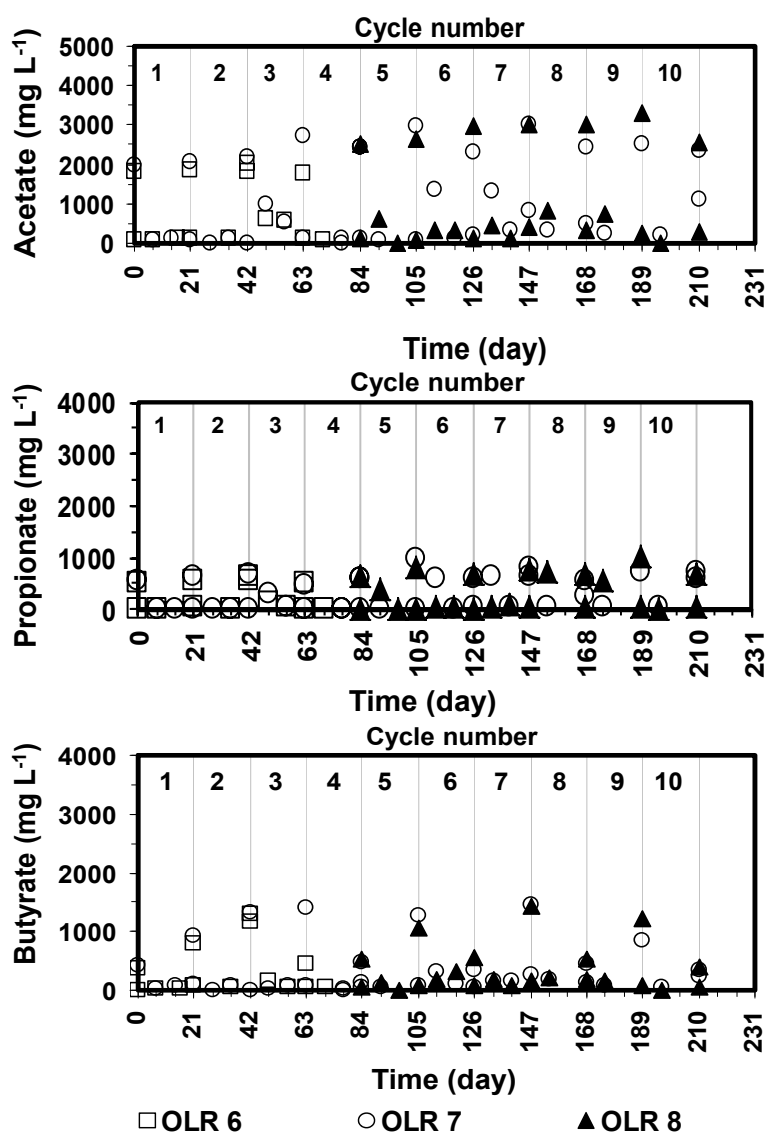 Cycle number
Acetate (mg L-1)
5000
4000
3000
2000
1000
0
1 2 3 4 5 6 7 8 9 10
0 21 42 63 84 105 126 147 168 189 210 231
Time (day)
Cycle number
Propionate (mg L-1)
4000
3000
2000
1000
0
1 2 3 4 5 6 7 8 9 10
0 21 42 63 84 105 126 147 168 189 210 231
Time (day)
Cycle number
Butyrate (mg L-1)
4000
3000
2000
1000
0
1 2 3 4 5 6 7 8 9 10
0 21 42 63 84 105 126 147 168 189 210 231
Time (day)
OLR 6 OLR 7 OLR 8